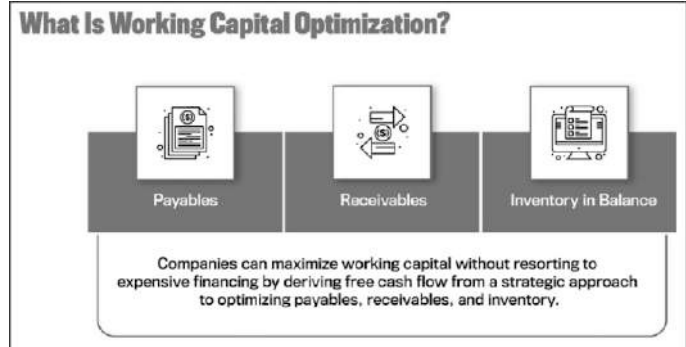 What Is Working Capital Optimization?
Payables
Receivables
Inventory in Balance
Companies can maximize working capital without resorting to
expensive financing by deriving free cash flow from a strategic approach
to optimizing payables, receivables, and inventory.